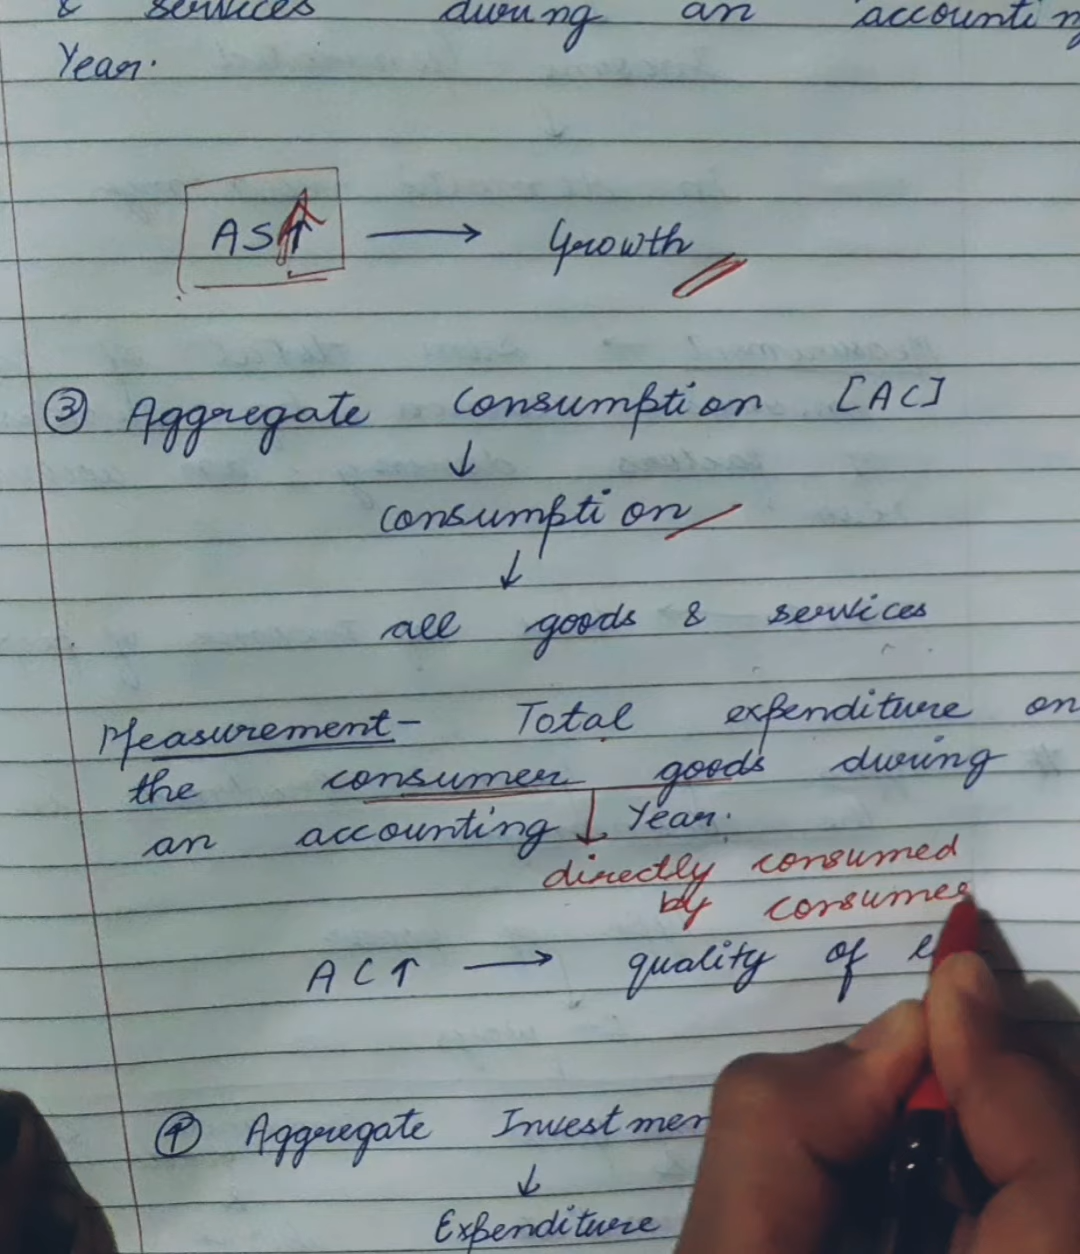 & services during an accountin
Year.
AS↑ → Growth
③ Aggregate Consumption [AC]
↓
consumption
↓
all goods & services
Measurement- Total expenditure on
the consumer goods during
an accounting Year.
↓ directly consumed
by consumer
AC↑ → quality of
④ Aggregate Investmen
↓
Expenditure